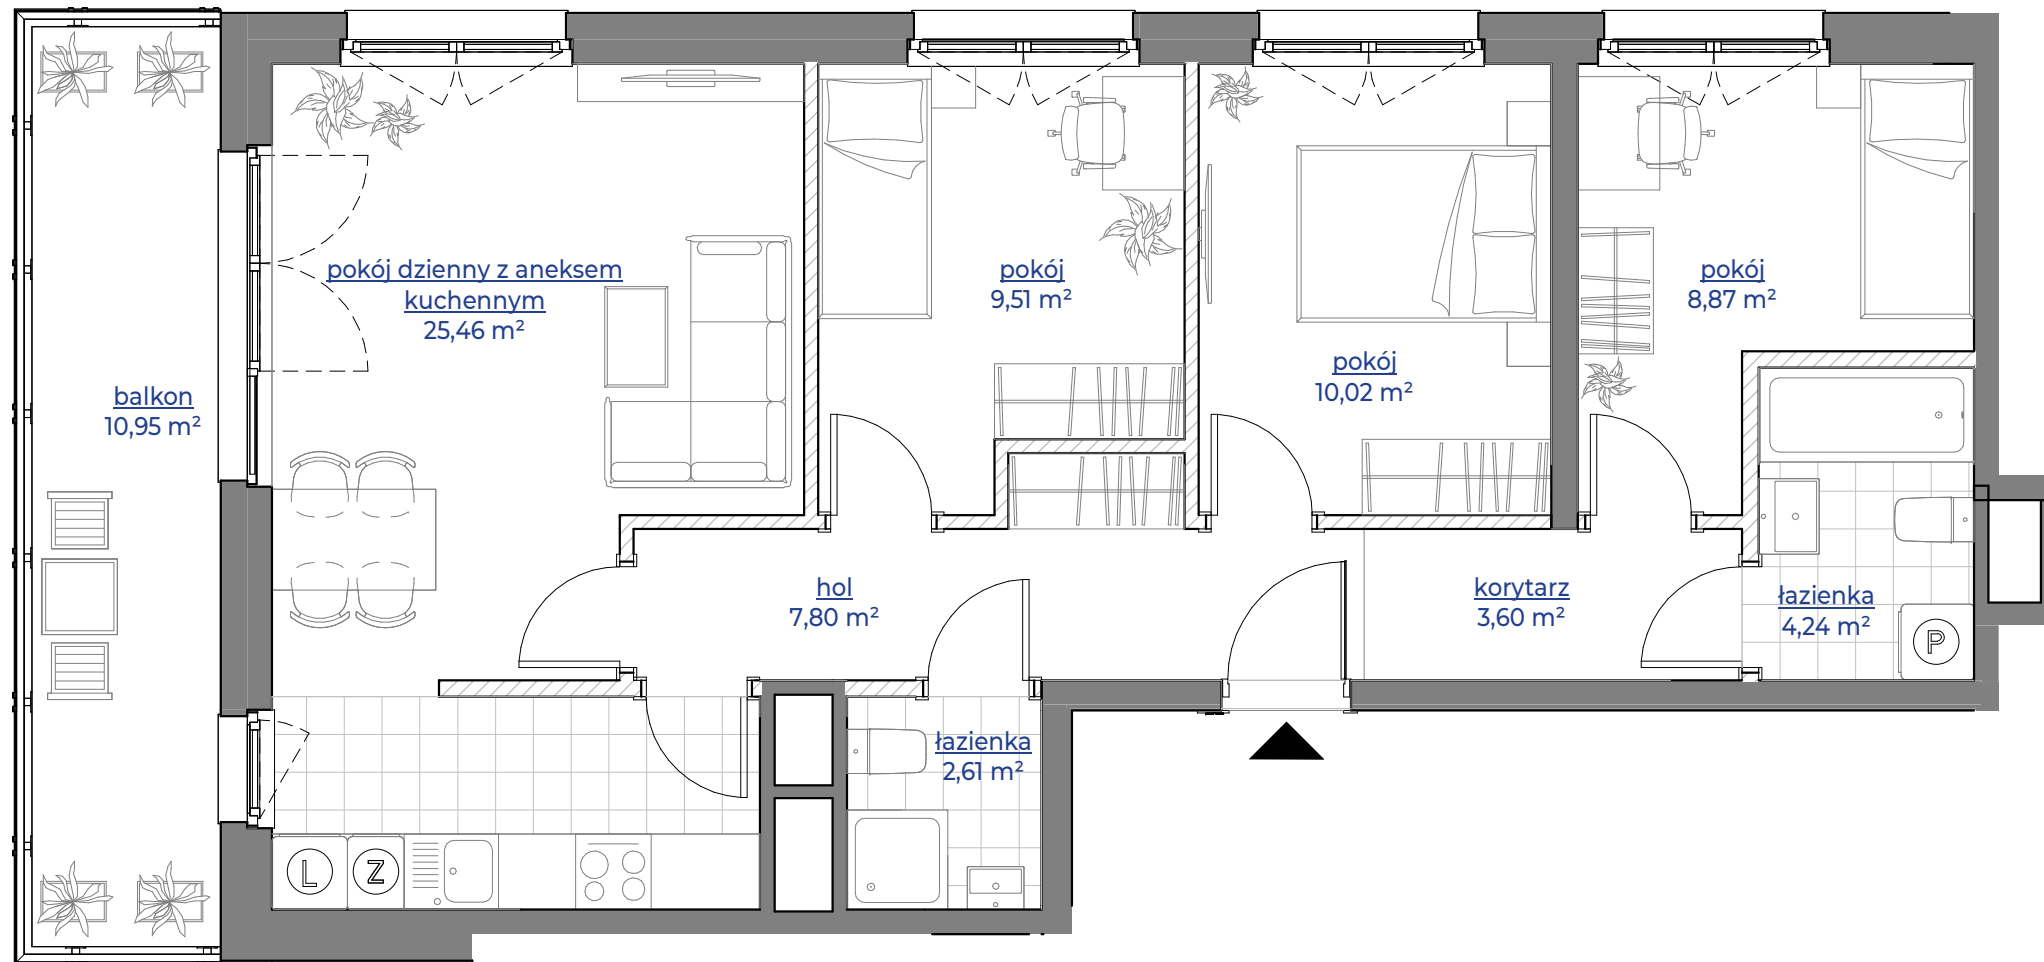 pokój dzienny z aneksem
kuchennym
25,46 m²
pokój
9,51 m²
pokój
10,02 m²
pokój
8,87 m²
balkon
10,95 m²
hol
7,80 m²
korytarz
3,60 m²
łazienka
4,24 m²
P
łazienka
2,61 m²
L
Z